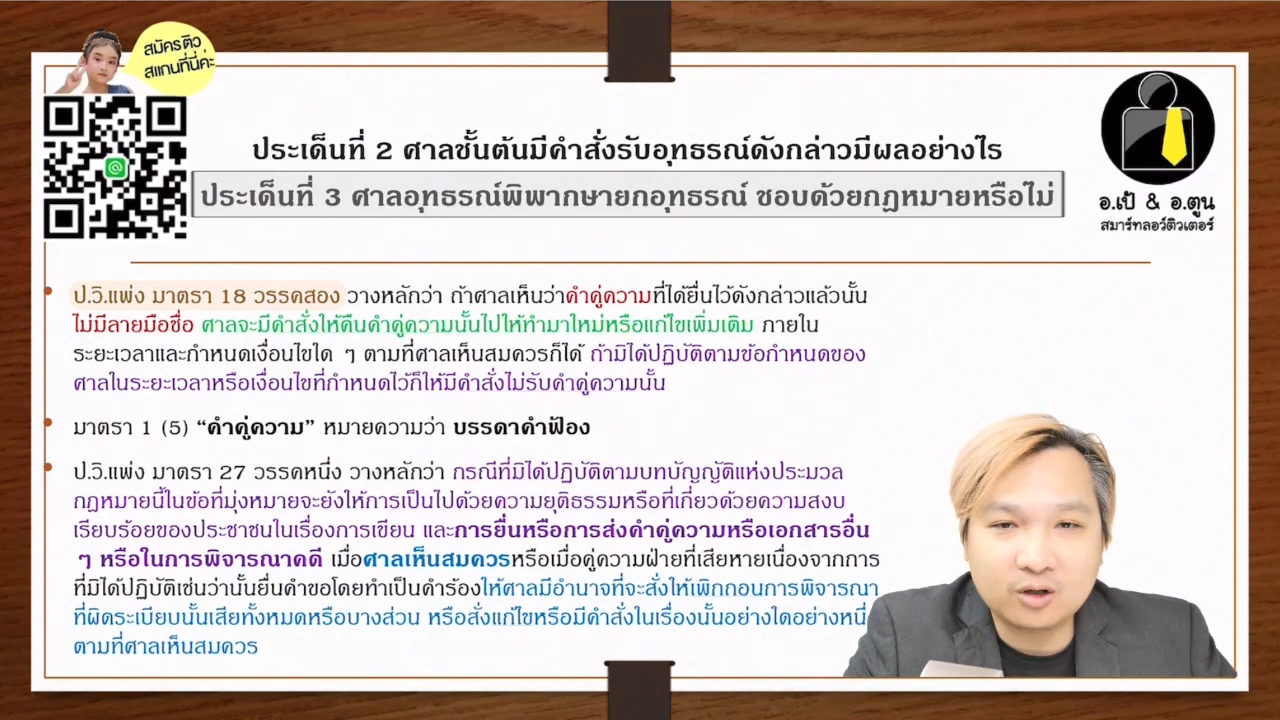 สมัครติว
สแกนที่นี่ค่ะ
ประเด็นที่ 2 ศาลชั้นต้นมีคำสั่งรับอุทธรณ์ดังกล่าวมีผลอย่างไร
ประเด็นที่ 3 ศาลอุทธรณ์พิพากษายกอุทธรณ์ ชอบด้วยกฎหมายหรือไม่
อ.เป้ & อ.ตูน
สมาร์ทลอว์ติวเตอร์
• ป.วิ.แพ่ง มาตรา 18 วรรคสอง วางหลักว่า ถ้าศาลเห็นว่าคำคู่ความที่ได้ยื่นไว้ดังกล่าวแล้วนั้น
ไม่มีลายมือชื่อ ศาลจะมีคำสั่งให้คืนคำคู่ความนั้นไปให้ทำมาใหม่หรือแก้ไขเพิ่มเติม ภายใน
ระยะเวลาและกำหนดเงื่อนไขใด ๆ ตามที่ศาลเห็นสมควรก็ได้ ถ้ามิได้ปฏิบัติตามข้อกำหนดของ
ศาลในระยะเวลาหรือเงื่อนไขที่กำหนดไว้ก็ให้มีคำสั่งไม่รับคำคู่ความนั้น
• มาตรา 1 (5) “คำคู่ความ” หมายความว่า บรรดาคำฟ้อง
• ป.วิ.แพ่ง มาตรา 27 วรรคหนึ่ง วางหลักว่า กรณีที่มิได้ปฏิบัติตามบทบัญญัติแห่งประมวล
กฎหมายนี้ในข้อที่มุ่งหมายจะยังให้การเป็นไปด้วยความยุติธรรมหรือที่เกี่ยวด้วยความสงบ
เรียบร้อยของประชาชนในเรื่องการเขียน และการยื่นหรือการส่งคำคู่ความหรือเอกสารอื่น
ๆ หรือในการพิจารณาคดี เมื่อศาลเห็นสมควรหรือเมื่อคู่ความฝ่ายที่เสียหายเนื่องจากการ
ที่มิได้ปฏิบัติเช่นว่านั้นยื่นคำขอโดยทำเป็นคำร้องให้ศาลมีอำนาจที่จะสั่งให้เพิกถอนการพิจารณา
ที่ผิดระเบียบนั้นเสียทั้งหมดหรือบางส่วน หรือสั่งแก้ไขหรือมีคำสั่งในเรื่องนั้นอย่างใดอย่างหนึ่
ตามที่ศาลเห็นสมควร